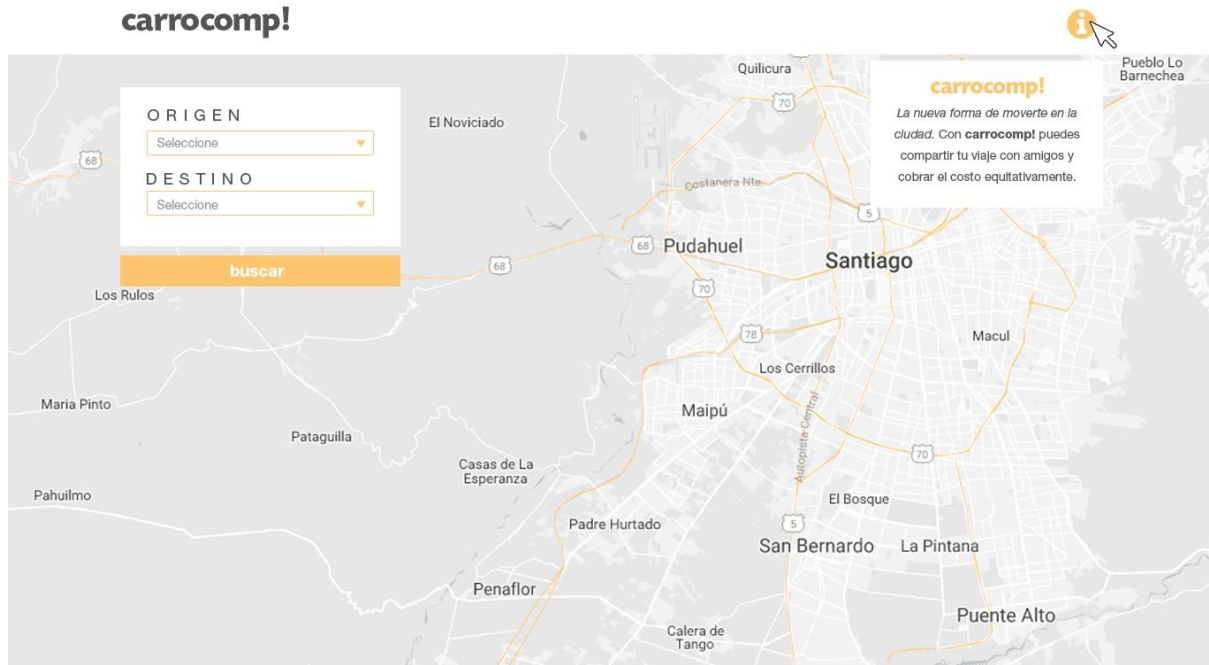 carrocomp!
i
ORIGEN
Seleccione
DESTINO
Seleccione
buscar
carrocomp!
La nueva forma de moverte en la
ciudad. Con carrocomp! puedes
compartir tu viaje con amigos y
cobrar el costo equitativamente.
Quilicura
Pueblo Lo
Barnechea
70
El Noviciado
68
Costanera Nte.
5
68
Pudahuel
Santiago
68
70
Los Rulos
78
Macul
Los Cerrillos
Maria Pinto
Maipú
Autopista Central
Pataguilla
70
Casas de La
Esperanza
Pahuilmo
El Bosque
Padre Hurtado
5
San Bernardo
La Pintana
Penaflor
Puente Alto
Calera de
Tango